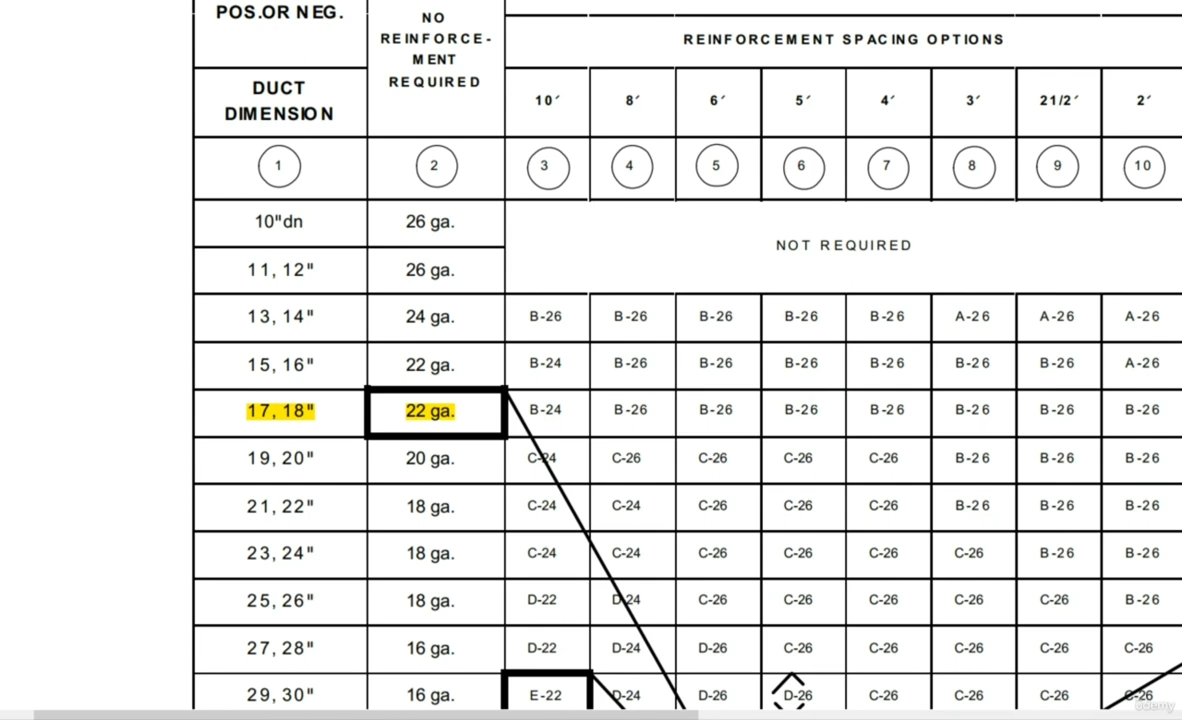 POS.OR NEG.
NO
REINFORCE-
MENT
REQUIRED
REINFORCEMENT SPACING OPTIONS
DUCT
DIMENSION
10′ 8′ 6′ 5′ 4′ 3′ 21/2′ 2′
1 2 3 4 5 6 7 8 9 10
10"dn 26 ga.
NOT REQUIRED
11, 12" 26 ga.
13, 14" 24 ga. B-26 B-26 B-26 B-26 B-26 A-26 A-26 A-26
15, 16" 22 ga. B-24 B-26 B-26 B-26 B-26 B-26 B-26 A-26
17, 18" 22 ga. B-24 B-26 B-26 B-26 B-26 B-26 B-26 B-26
19, 20" 20 ga. C-24 C-26 C-26 C-26 C-26 B-26 B-26 B-26
21, 22" 18 ga. C-24 C-24 C-26 C-26 C-26 B-26 B-26 B-26
23, 24" 18 ga. C-24 C-24 C-26 C-26 C-26 C-26 B-26 B-26
25, 26" 18 ga. D-22 D-24 C-26 C-26 C-26 C-26 C-26 B-26
27, 28" 16 ga. D-22 D-24 D-26 C-26 C-26 C-26 C-26 C-26
29, 30" 16 ga. E-22 D-24 D-26 D-26 C-26 C-26 C-26 C-26
udemy